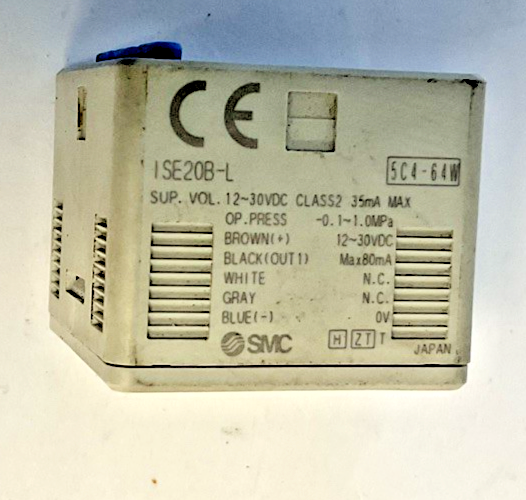 CE
ISE20B-L 5C4-64W
SUP. VOL. 12~30VDC CLASS2 35mA MAX
OP.PRESS -0.1~1.0MPa
BROWN(+) 12~30VDC
BLACK(OUT1) Max80mA
WHITE N.C.
GRAY N.C.
BLUE(-) 0V
SMC H ZT T
JAPAN